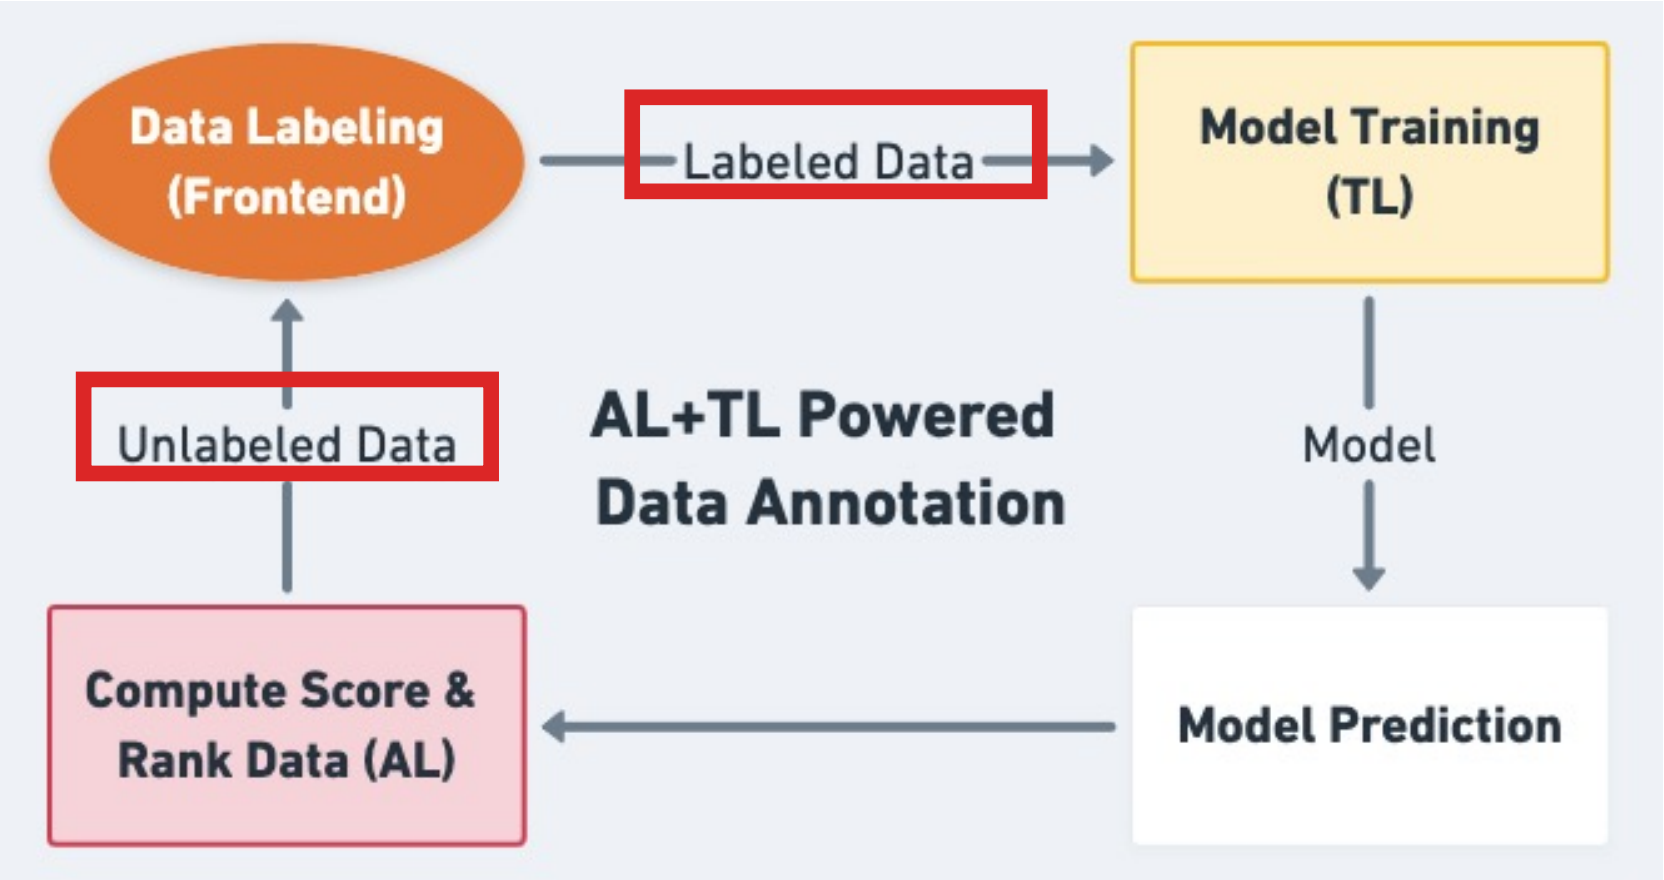 Data Labeling
(Frontend)
Labeled Data
Model Training
(TL)
Unlabeled Data
AL+TL Powered
Data Annotation
Model
Compute Score &
Rank Data (AL)
Model Prediction